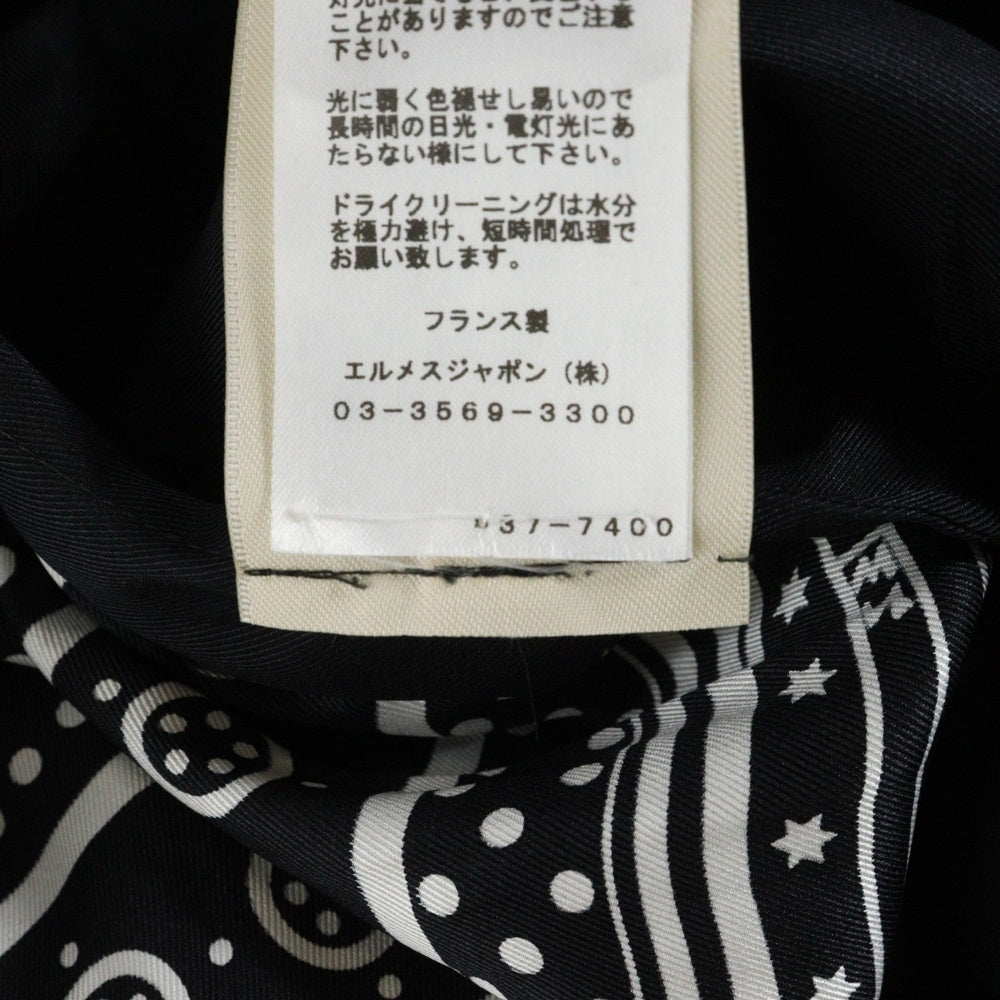 ことがありますのでご注意
下さい。
光に弱く色褪せし易いので
長時間の日光・電灯光にあ
たらない様にして下さい。
ドライクリーニングは水分
を極力避け、短時間処理で
お願い致します。
フランス製
エルメスジャポン（株）
03-3569-3300
37-7400